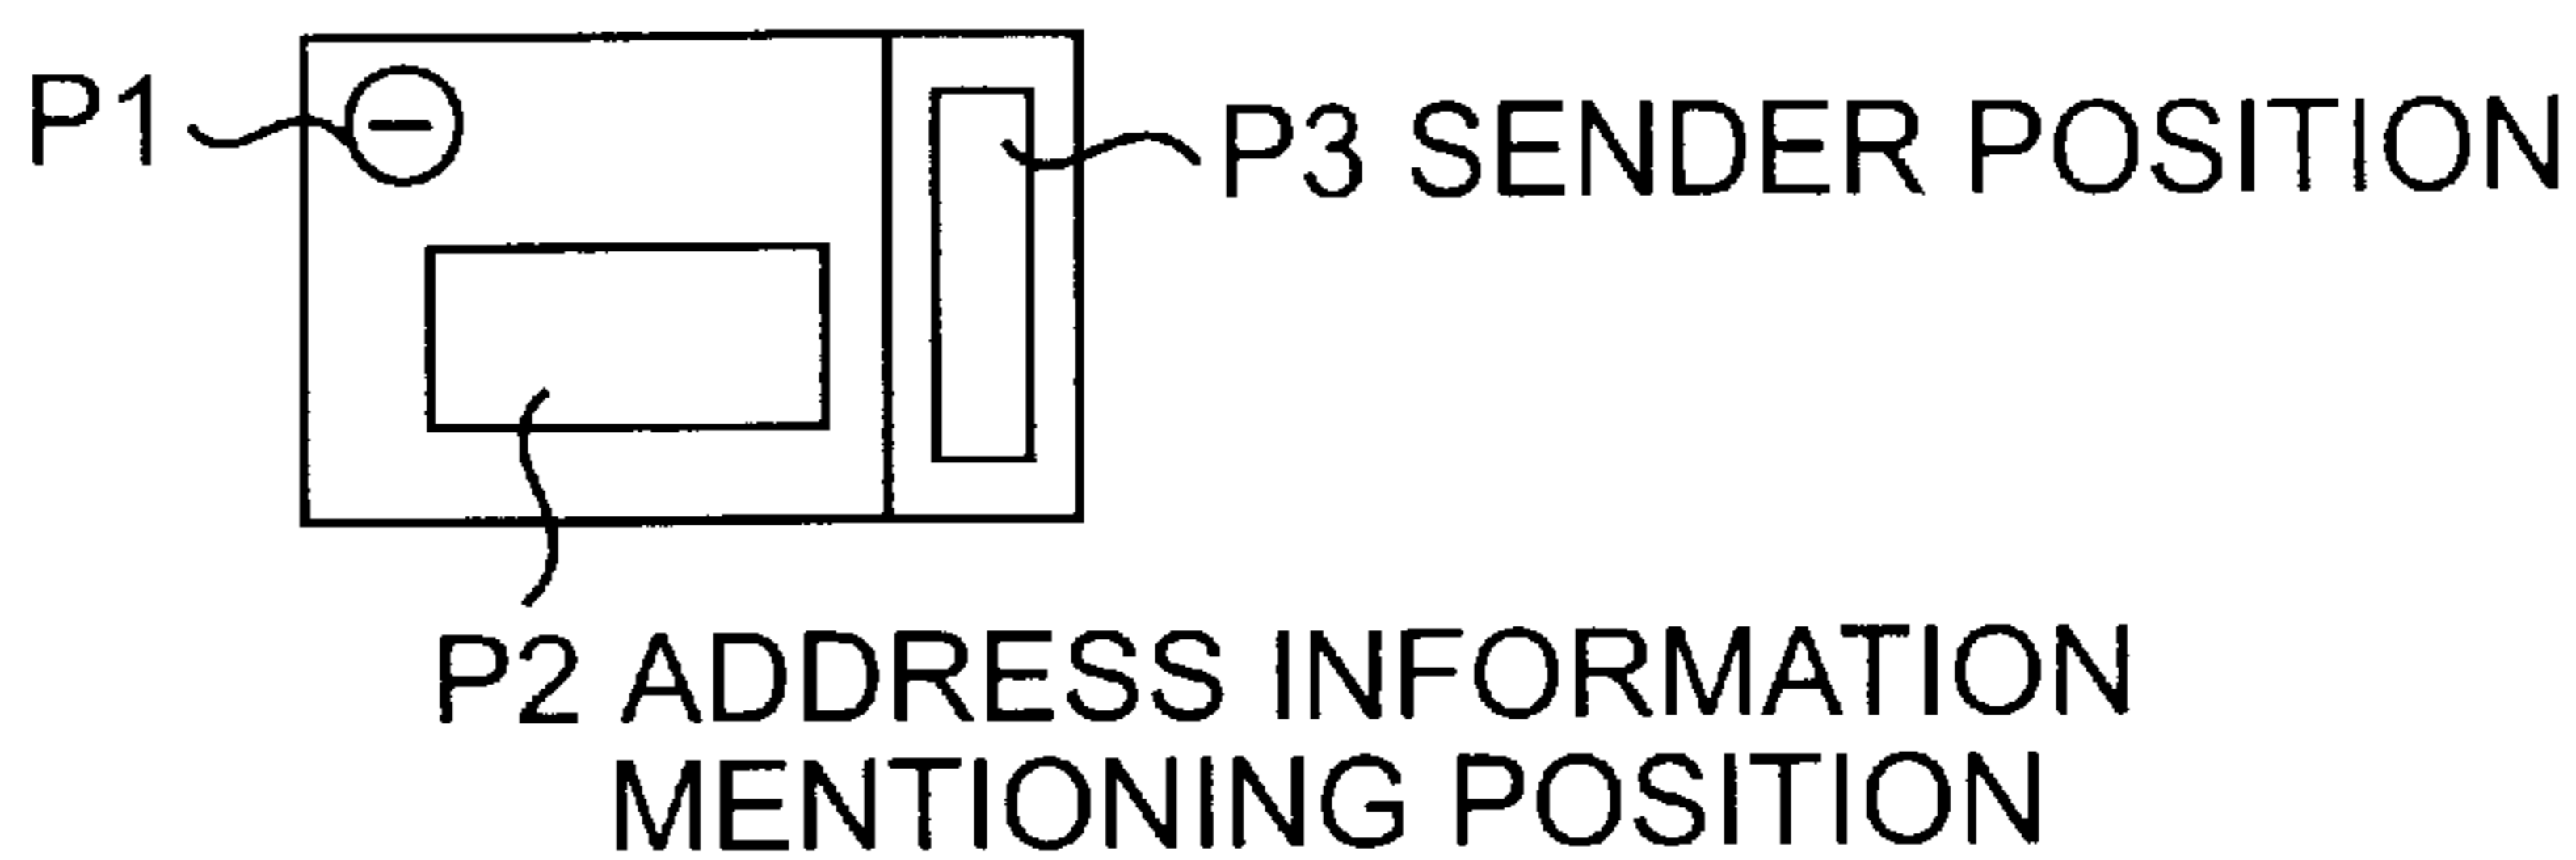 P1
P3 SENDER POSITION
P2 ADDRESS INFORMATION
MENTIONING POSITION